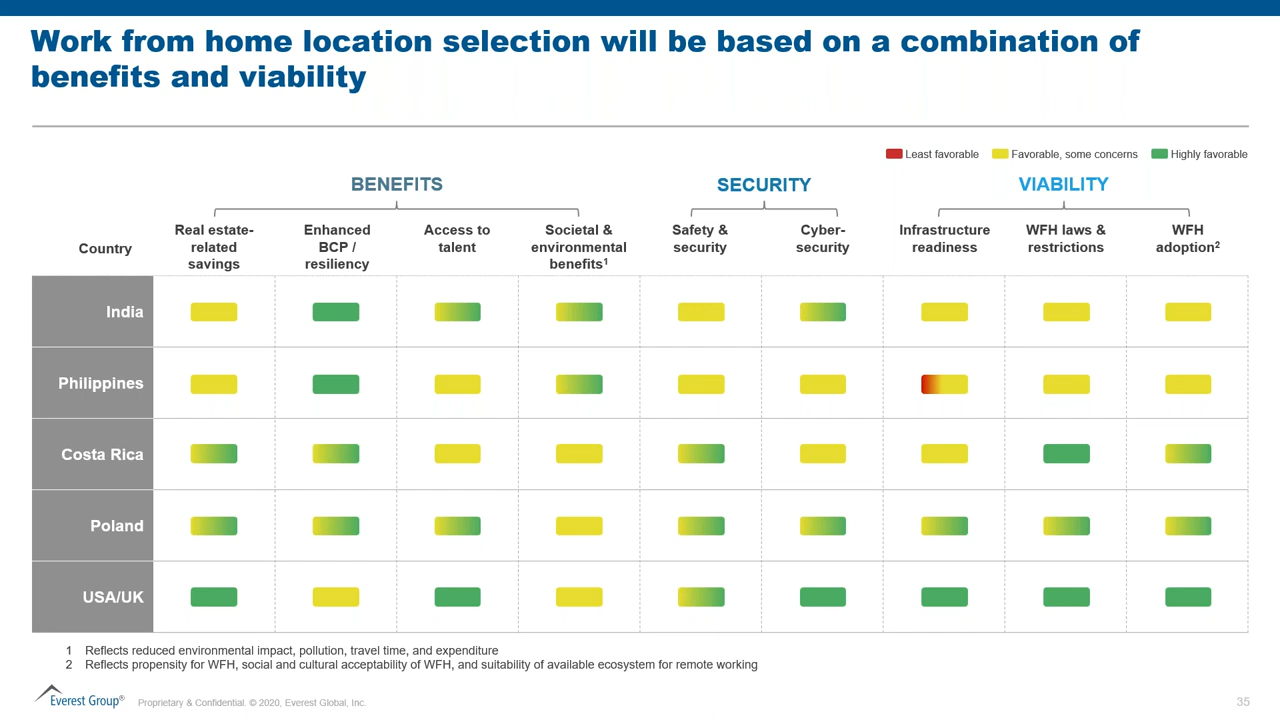 Work from home location selection will be based on a combination of
benefits and viability
Least favorable
Favorable, some concerns
Highly favorable
BENEFITS
SECURITY
VIABILITY
Country
Real estate-
related
savings
Enhanced
BCP /
resiliency
Access to
talent
Societal &
environmental
benefits1
Safety &
security
Cyber-
security
Infrastructure
readiness
WFH laws &
restrictions
WFH
adoption2
India
Philippines
Costa Rica
Poland
USA/UK
1 Reflects reduced environmental impact, pollution, travel time, and expenditure
2 Reflects propensity for WFH, social and cultural acceptability of WFH, and suitability of available ecosystem for remote working
Everest Group®
Proprietary & Confidential. © 2020, Everest Global, Inc.
35